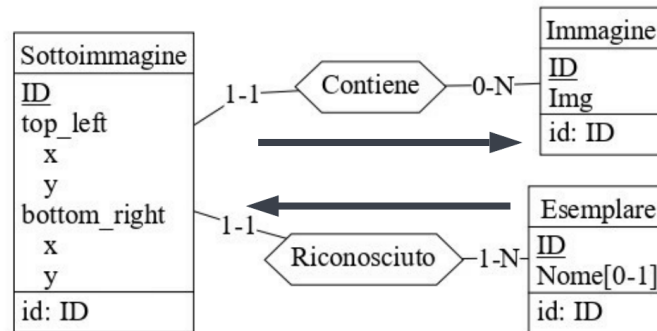 Sottoimmagine
ID
top_left
x
y
bottom_right
x
y
id: ID
1-1
Contiene
0-N
Immagine
ID
Img
id: ID
1-1
Riconosciuto
1-N
Esemplare
ID
Nome[0-1]
id: ID